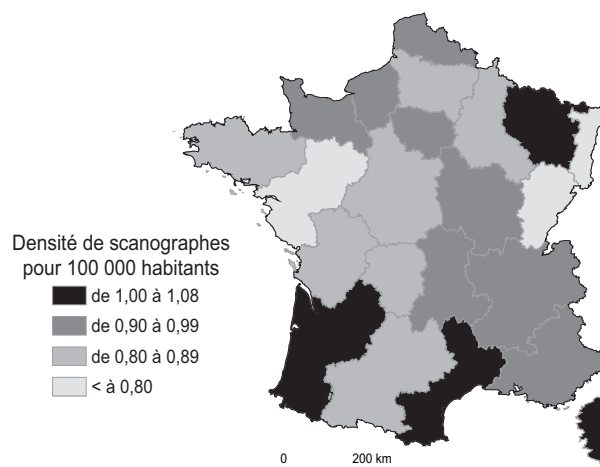 Densité de scanographes
pour 100 000 habitants
de 1,00 à 1,08
de 0,90 à 0,99
de 0,80 à 0,89
< à 0,80
0 200 km